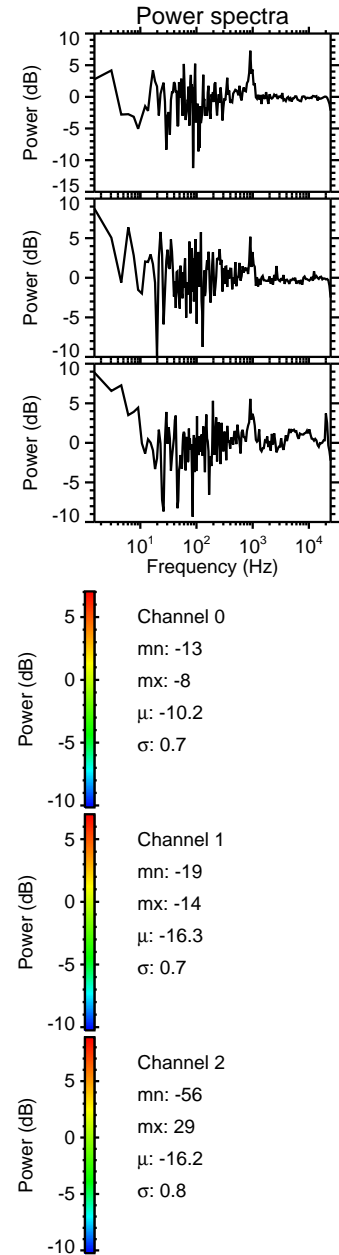 Power spectra
10
5
0
-5
-10
-15
Power (dB)
10
5
0
-5
-10
Power (dB)
10
5
0
-5
-10
Power (dB)
10¹ 10² 10³ 10⁴
Frequency (Hz)
5
0
-5
-10
Power (dB)
Channel 0
mn: -13
mx: -8
μ: -10.2
σ: 0.7
5
0
-5
-10
Power (dB)
Channel 1
mn: -19
mx: -14
μ: -16.3
σ: 0.7
5
0
-5
-10
Power (dB)
Channel 2
mn: -56
mx: 29
μ: -16.2
σ: 0.8